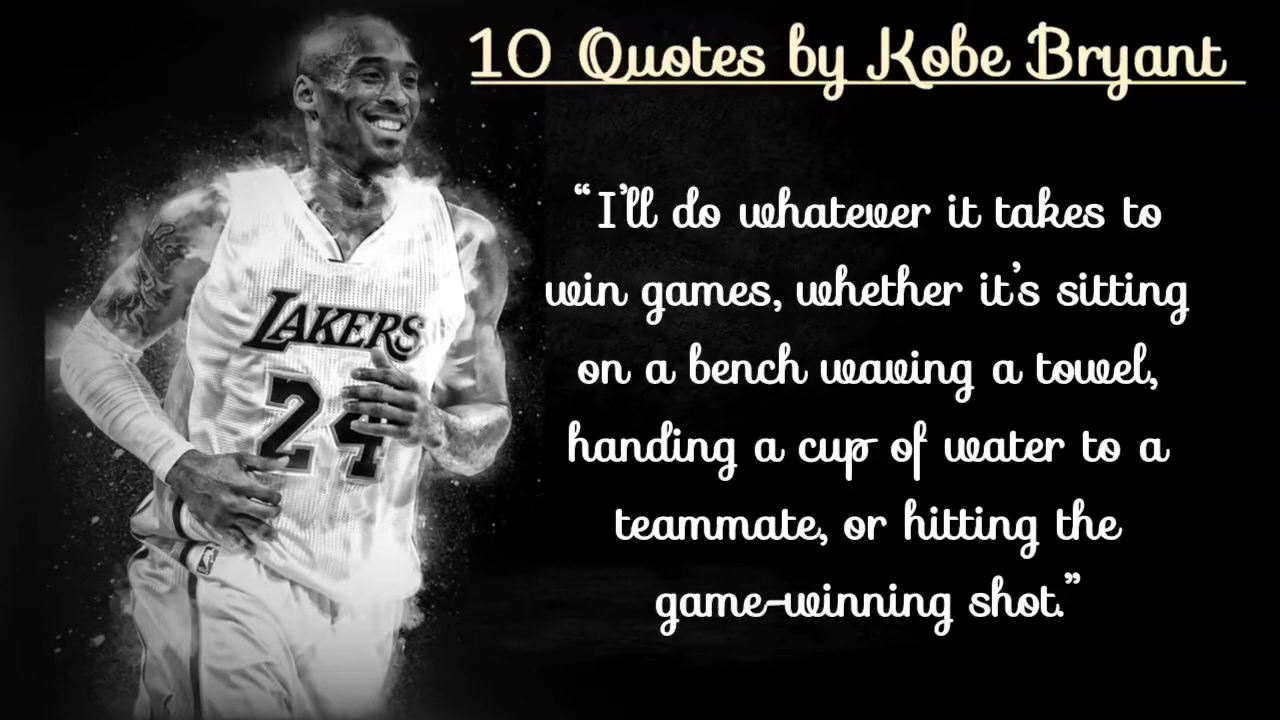 10 Quotes by Kobe Bryant
“I’ll do whatever it takes to
win games, whether it’s sitting
on a bench waving a towel,
handing a cup of water to a
teammate, or hitting the
game-winning shot.”
LAKERS
24